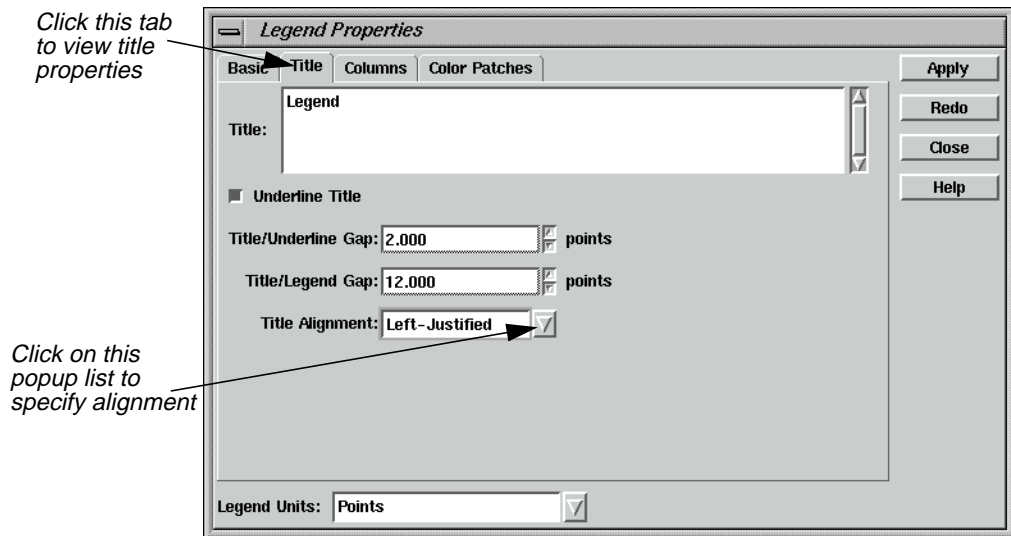 Click this tab
to view title
properties
Legend Properties
Basic Title Columns Color Patches
Apply
Redo
Close
Help
Title: Legend
Underline Title
Title/Underline Gap: 2.000 points
Title/Legend Gap: 12.000 points
Title Alignment: Left-Justified
Click on this
popup list to
specify alignment
Legend Units: Points